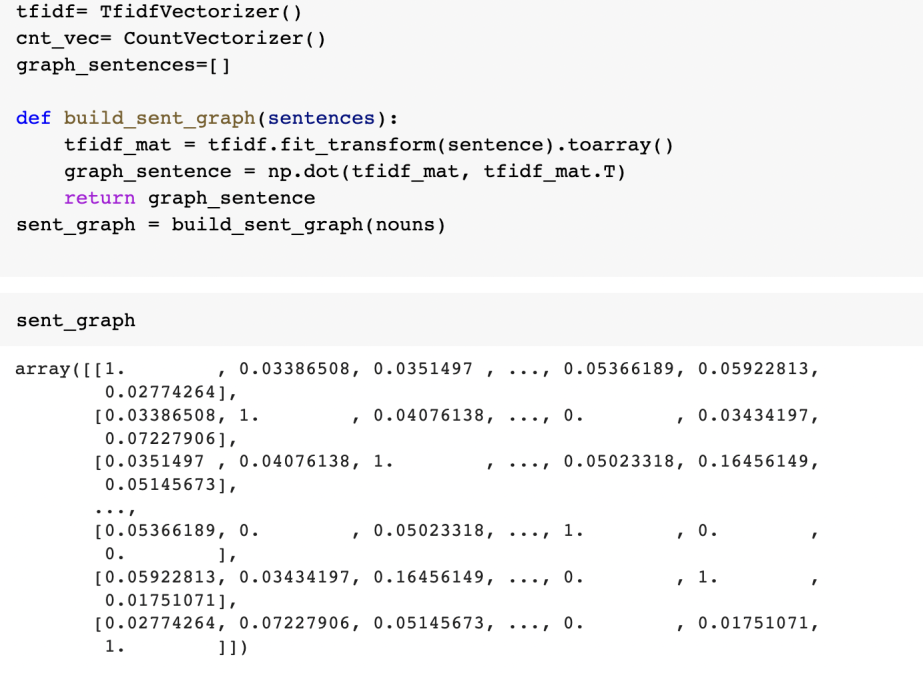 tfidf= TfidfVectorizer()
cnt_vec= CountVectorizer()
graph_sentences=[]
def build_sent_graph(sentences):
    tfidf_mat = tfidf.fit_transform(sentence).toarray()
    graph_sentence = np.dot(tfidf_mat, tfidf_mat.T)
    return graph_sentence
sent_graph = build_sent_graph(nouns)
sent_graph
array([[1.        , 0.03386508, 0.0351497 , ..., 0.05366189, 0.05922813,
        0.02774264],
       [0.03386508, 1.        , 0.04076138, ..., 0.        , 0.03434197,
        0.07227906],
       [0.0351497 , 0.04076138, 1.        , ..., 0.05023318, 0.16456149,
        0.05145673],
       ...,
       [0.05366189, 0.        , 0.05023318, ..., 1.        , 0.        ,
        0.        ],
       [0.05922813, 0.03434197, 0.16456149, ..., 0.        , 1.        ,
        0.01751071],
       [0.02774264, 0.07227906, 0.05145673, ..., 0.        , 0.01751071,
        1.        ]])